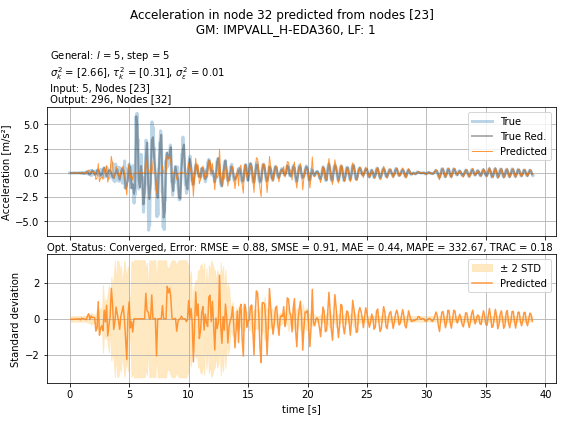 Acceleration in node 32 predicted from nodes [23]
GM: IMPVALL_H-EDA360, LF: 1
General: l = 5, step = 5
σ²ₖ = [2.66], τ²ₖ = [0.31], σ²ε = 0.01
Input: 5, Nodes [23]
Output: 296, Nodes [32]
Acceleration [m/s²]
5.0
2.5
0.0
−2.5
−5.0
True
True Red.
Predicted
Opt. Status: Converged, Error: RMSE = 0.88, SMSE = 0.91, MAE = 0.44, MAPE = 332.67, TRAC = 0.18
Standard deviation
2
0
−2
± 2 STD
Predicted
0 5 10 15 20 25 30 35 40
time [s]